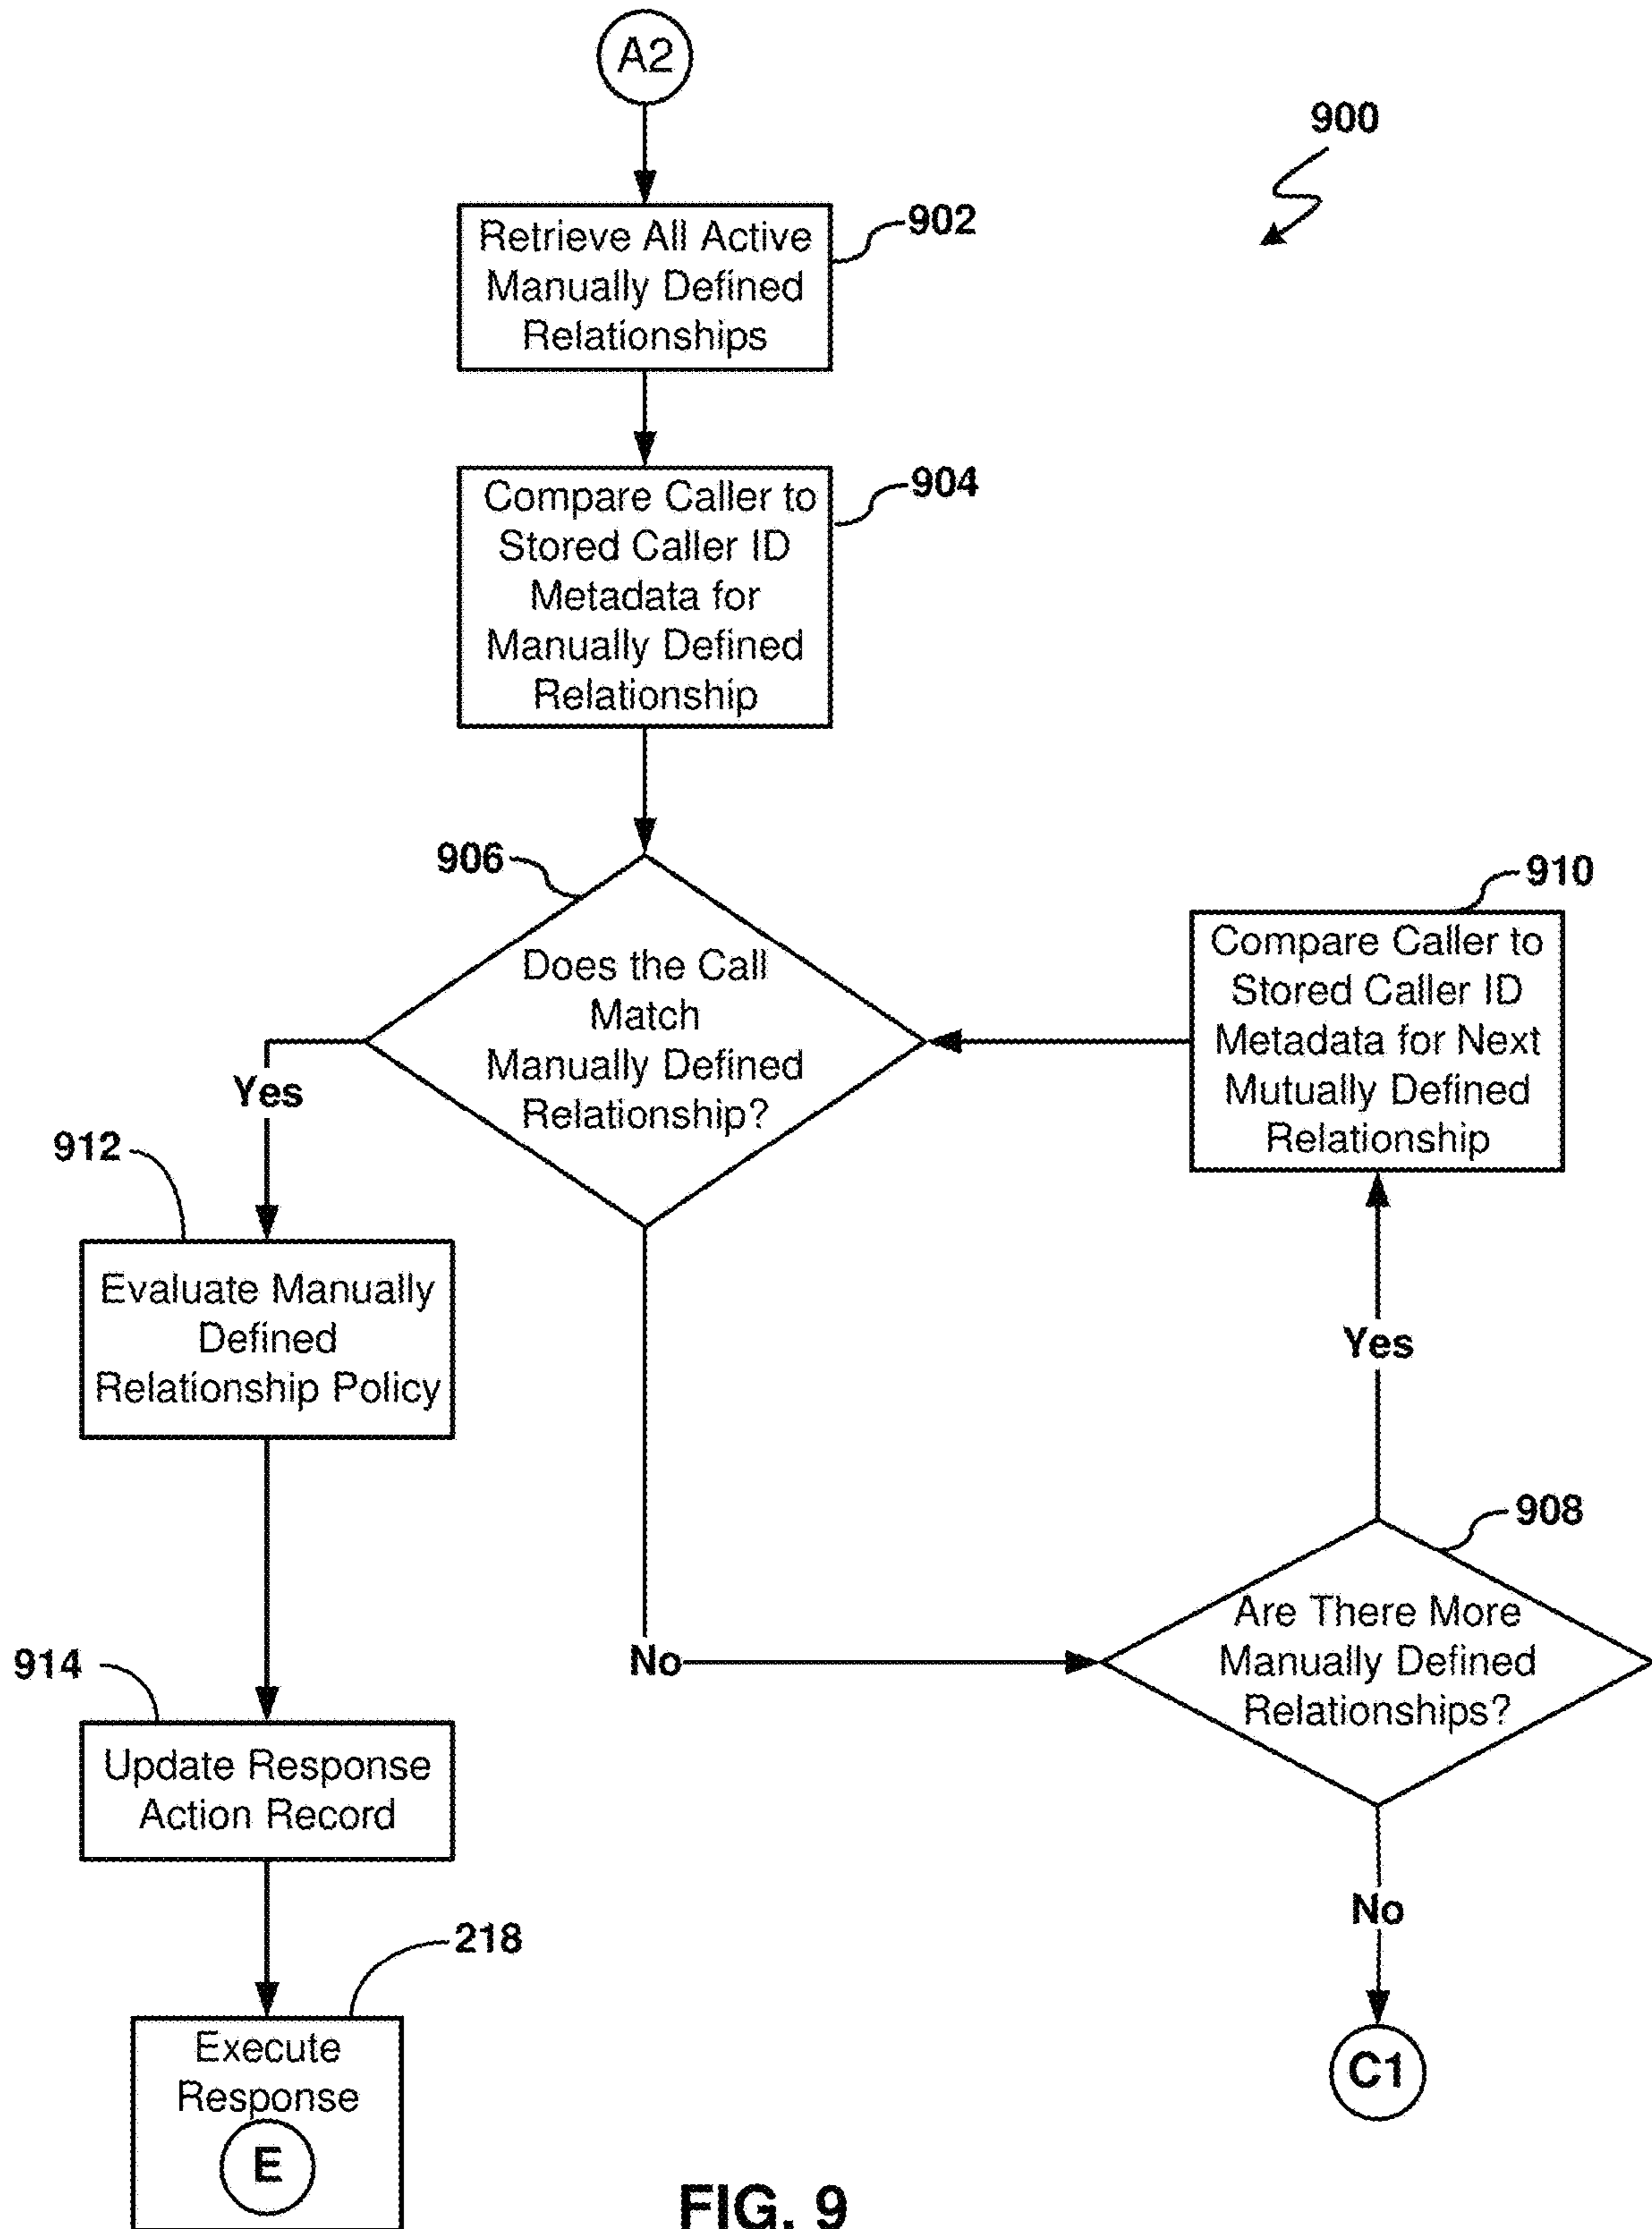 A2
900
Retrieve All Active
Manually Defined
Relationships
902
Compare Caller to
Stored Caller ID
Metadata for
Manually Defined
Relationship
904
906
Does the Call
Match
Manually Defined
Relationship?
910
Compare Caller to
Stored Caller ID
Metadata for Next
Mutually Defined
Relationship
Yes
912
Evaluate Manually
Defined
Relationship Policy
Yes
908
Are There More
Manually Defined
Relationships?
No
914
Update Response
Action Record
No
C1
218
Execute
Response
E
FIG. 9